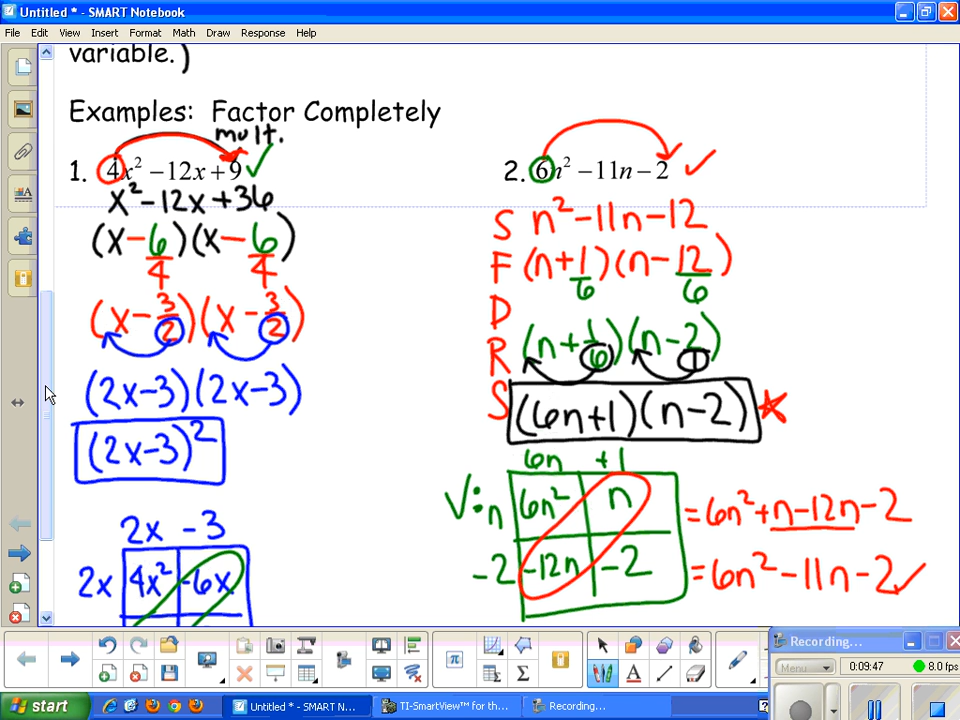 Untitled * - SMART Notebook
File Edit View Insert Format Math Draw Response Help
variable.)
Examples: Factor Completely
mult.
1. 4x² - 12x + 9 ✓
x² - 12x + 36
(x - 6/4)(x - 6/4)
(x - 3/2)(x - 3/2)
(2x - 3)(2x - 3)
(2x - 3)²
2x - 3
2x 4x² -6x
2. 6n² - 11n - 2 ✓
S n² - 11n - 12
F (n + 1/6)(n - 12/6)
D
R (n + 1/6)(n - 2/1)
S (6n + 1)(n - 2) ★
6n +1
V: n 6n² n = 6n² + n - 12n - 2
-2 -12n -2 = 6n² - 11n - 2 ✓
Recording...
Menu 0:09:47 8.0 fps
start Untitled * - SMART N... TI-SmartView™ for th... Recording...